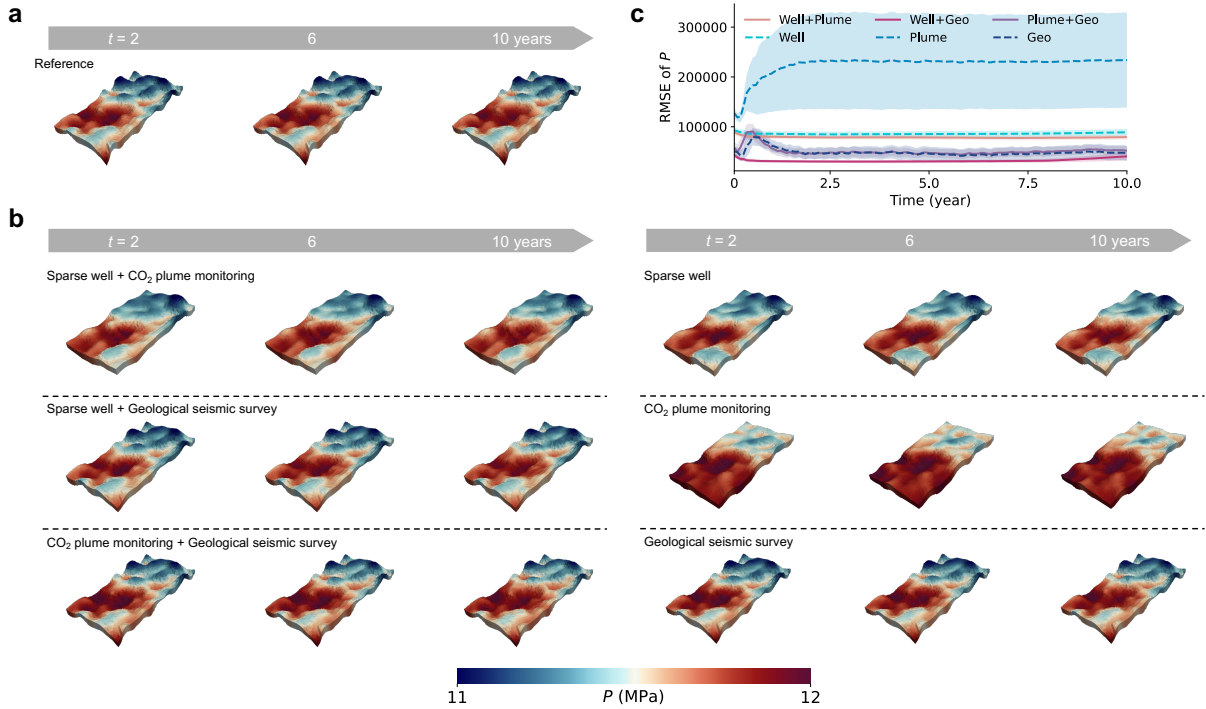 a
t = 2 6 10 years
Reference
c
RMSE of P
300000
200000
100000
Well+Plume Well+Geo Plume+Geo
Well Plume Geo
0 2.5 5.0 7.5 10.0
Time (year)
b
t = 2 6 10 years
Sparse well + CO₂ plume monitoring
Sparse well + Geological seismic survey
CO₂ plume monitoring + Geological seismic survey
t = 2 6 10 years
Sparse well
CO₂ plume monitoring
Geological seismic survey
11 P (MPa) 12